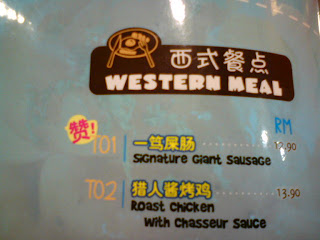 西式餐点
WESTERN MEAL
赞!
RM
T01 一笃屎肠 12.90
Signature Giant Sausage
T02 猎人酱烤鸡 13.90
Roast Chicken
With Chasseur Sauce